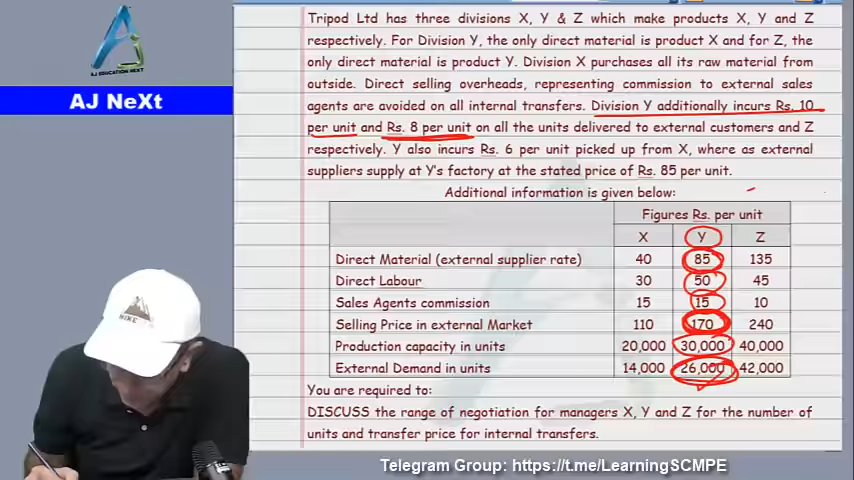 AJ EDUCATION NEXT
AJ NeXt
NIKE
Tripod Ltd has three divisions X, Y & Z which make products X, Y and Z
respectively. For Division Y, the only direct material is product X and for Z, the
only direct material is product Y. Division X purchases all its raw material from
outside. Direct selling overheads, representing commission to external sales
agents are avoided on all internal transfers. Division Y additionally incurs Rs. 10
per unit and Rs. 8 per unit on all the units delivered to external customers and Z
respectively. Y also incurs Rs. 6 per unit picked up from X, where as external
suppliers supply at Y's factory at the stated price of Rs. 85 per unit.
Additional information is given below:
Figures Rs. per unit
X Y Z
Direct Material (external supplier rate) 40 85 135
Direct Labour 30 50 45
Sales Agents commission 15 15 10
Selling Price in external Market 110 170 240
Production capacity in units 20,000 30,000 40,000
External Demand in units 14,000 26,000 42,000
You are required to:
DISCUSS the range of negotiation for managers X, Y and Z for the number of
units and transfer price for internal transfers.
Telegram Group: https://t.me/LearningSCMPE